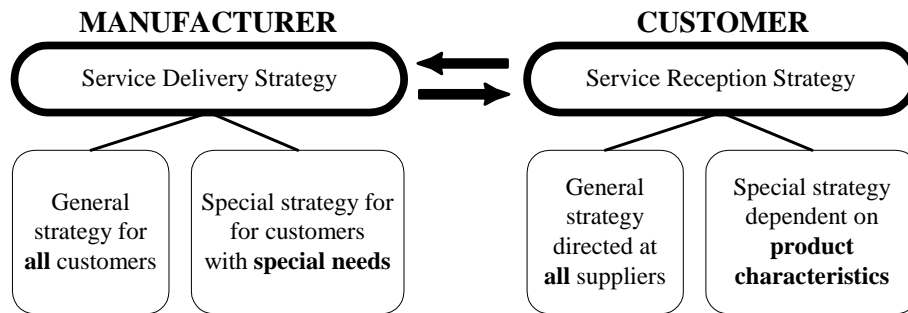 MANUFACTURER
CUSTOMER
Service Delivery Strategy
Service Reception Strategy
General
strategy for
all customers
Special strategy for
for customers
with special needs
General
strategy
directed at
all suppliers
Special strategy
dependent on
product
characteristics